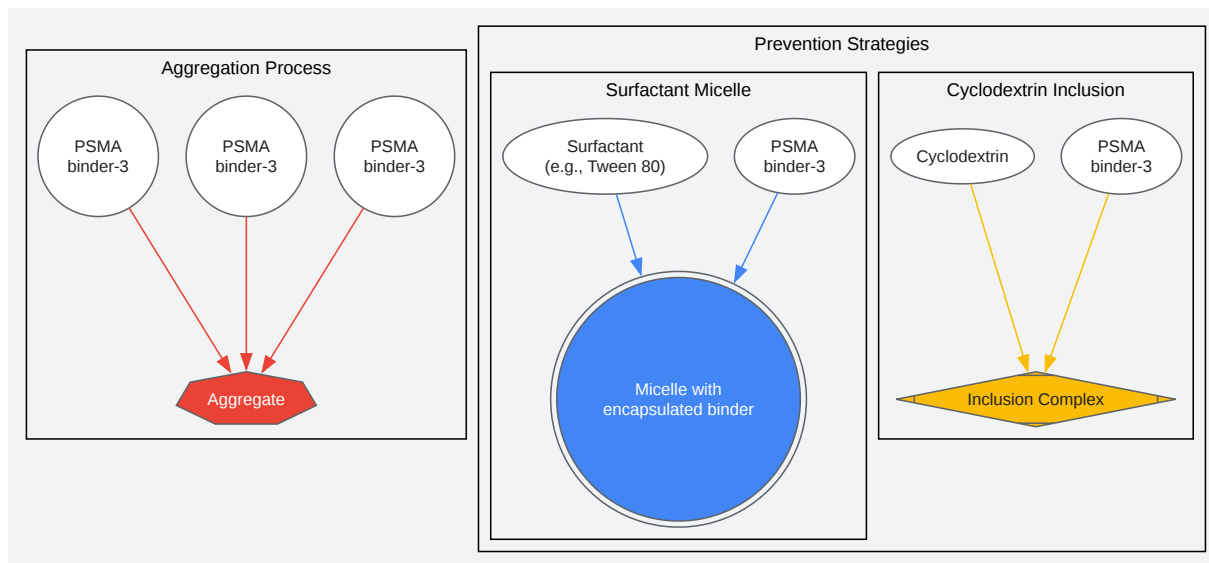 Aggregation Process
PSMA
binder-3
PSMA
binder-3
PSMA
binder-3
Aggregate
Prevention Strategies
Surfactant Micelle
Surfactant
(e.g., Tween 80)
PSMA
binder-3
Micelle with
encapsulated binder
Cyclodextrin Inclusion
Cyclodextrin
PSMA
binder-3
Inclusion Complex